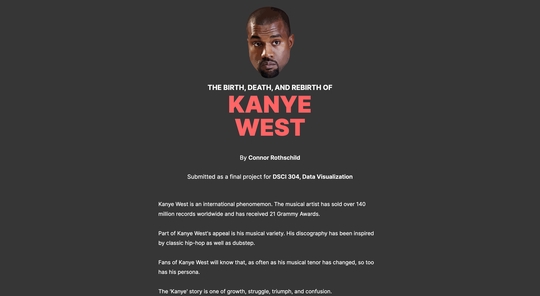 THE BIRTH, DEATH, AND REBIRTH OF
KANYE
WEST
By Connor Rothschild
Submitted as a final project for DSCI 304, Data Visualization
Kanye West is an international phenomemon. The musical artist has sold over 140
million records worldwide and has received 21 Grammy Awards.
Part of Kanye West's appeal is his musical variety. His discography has been inspired
by classic hip-hop as well as dubstep.
Fans of Kanye West will know that, as often as his musical tenor has changed, so too
has his persona.
The 'Kanye' story is one of growth, struggle, triumph, and confusion.